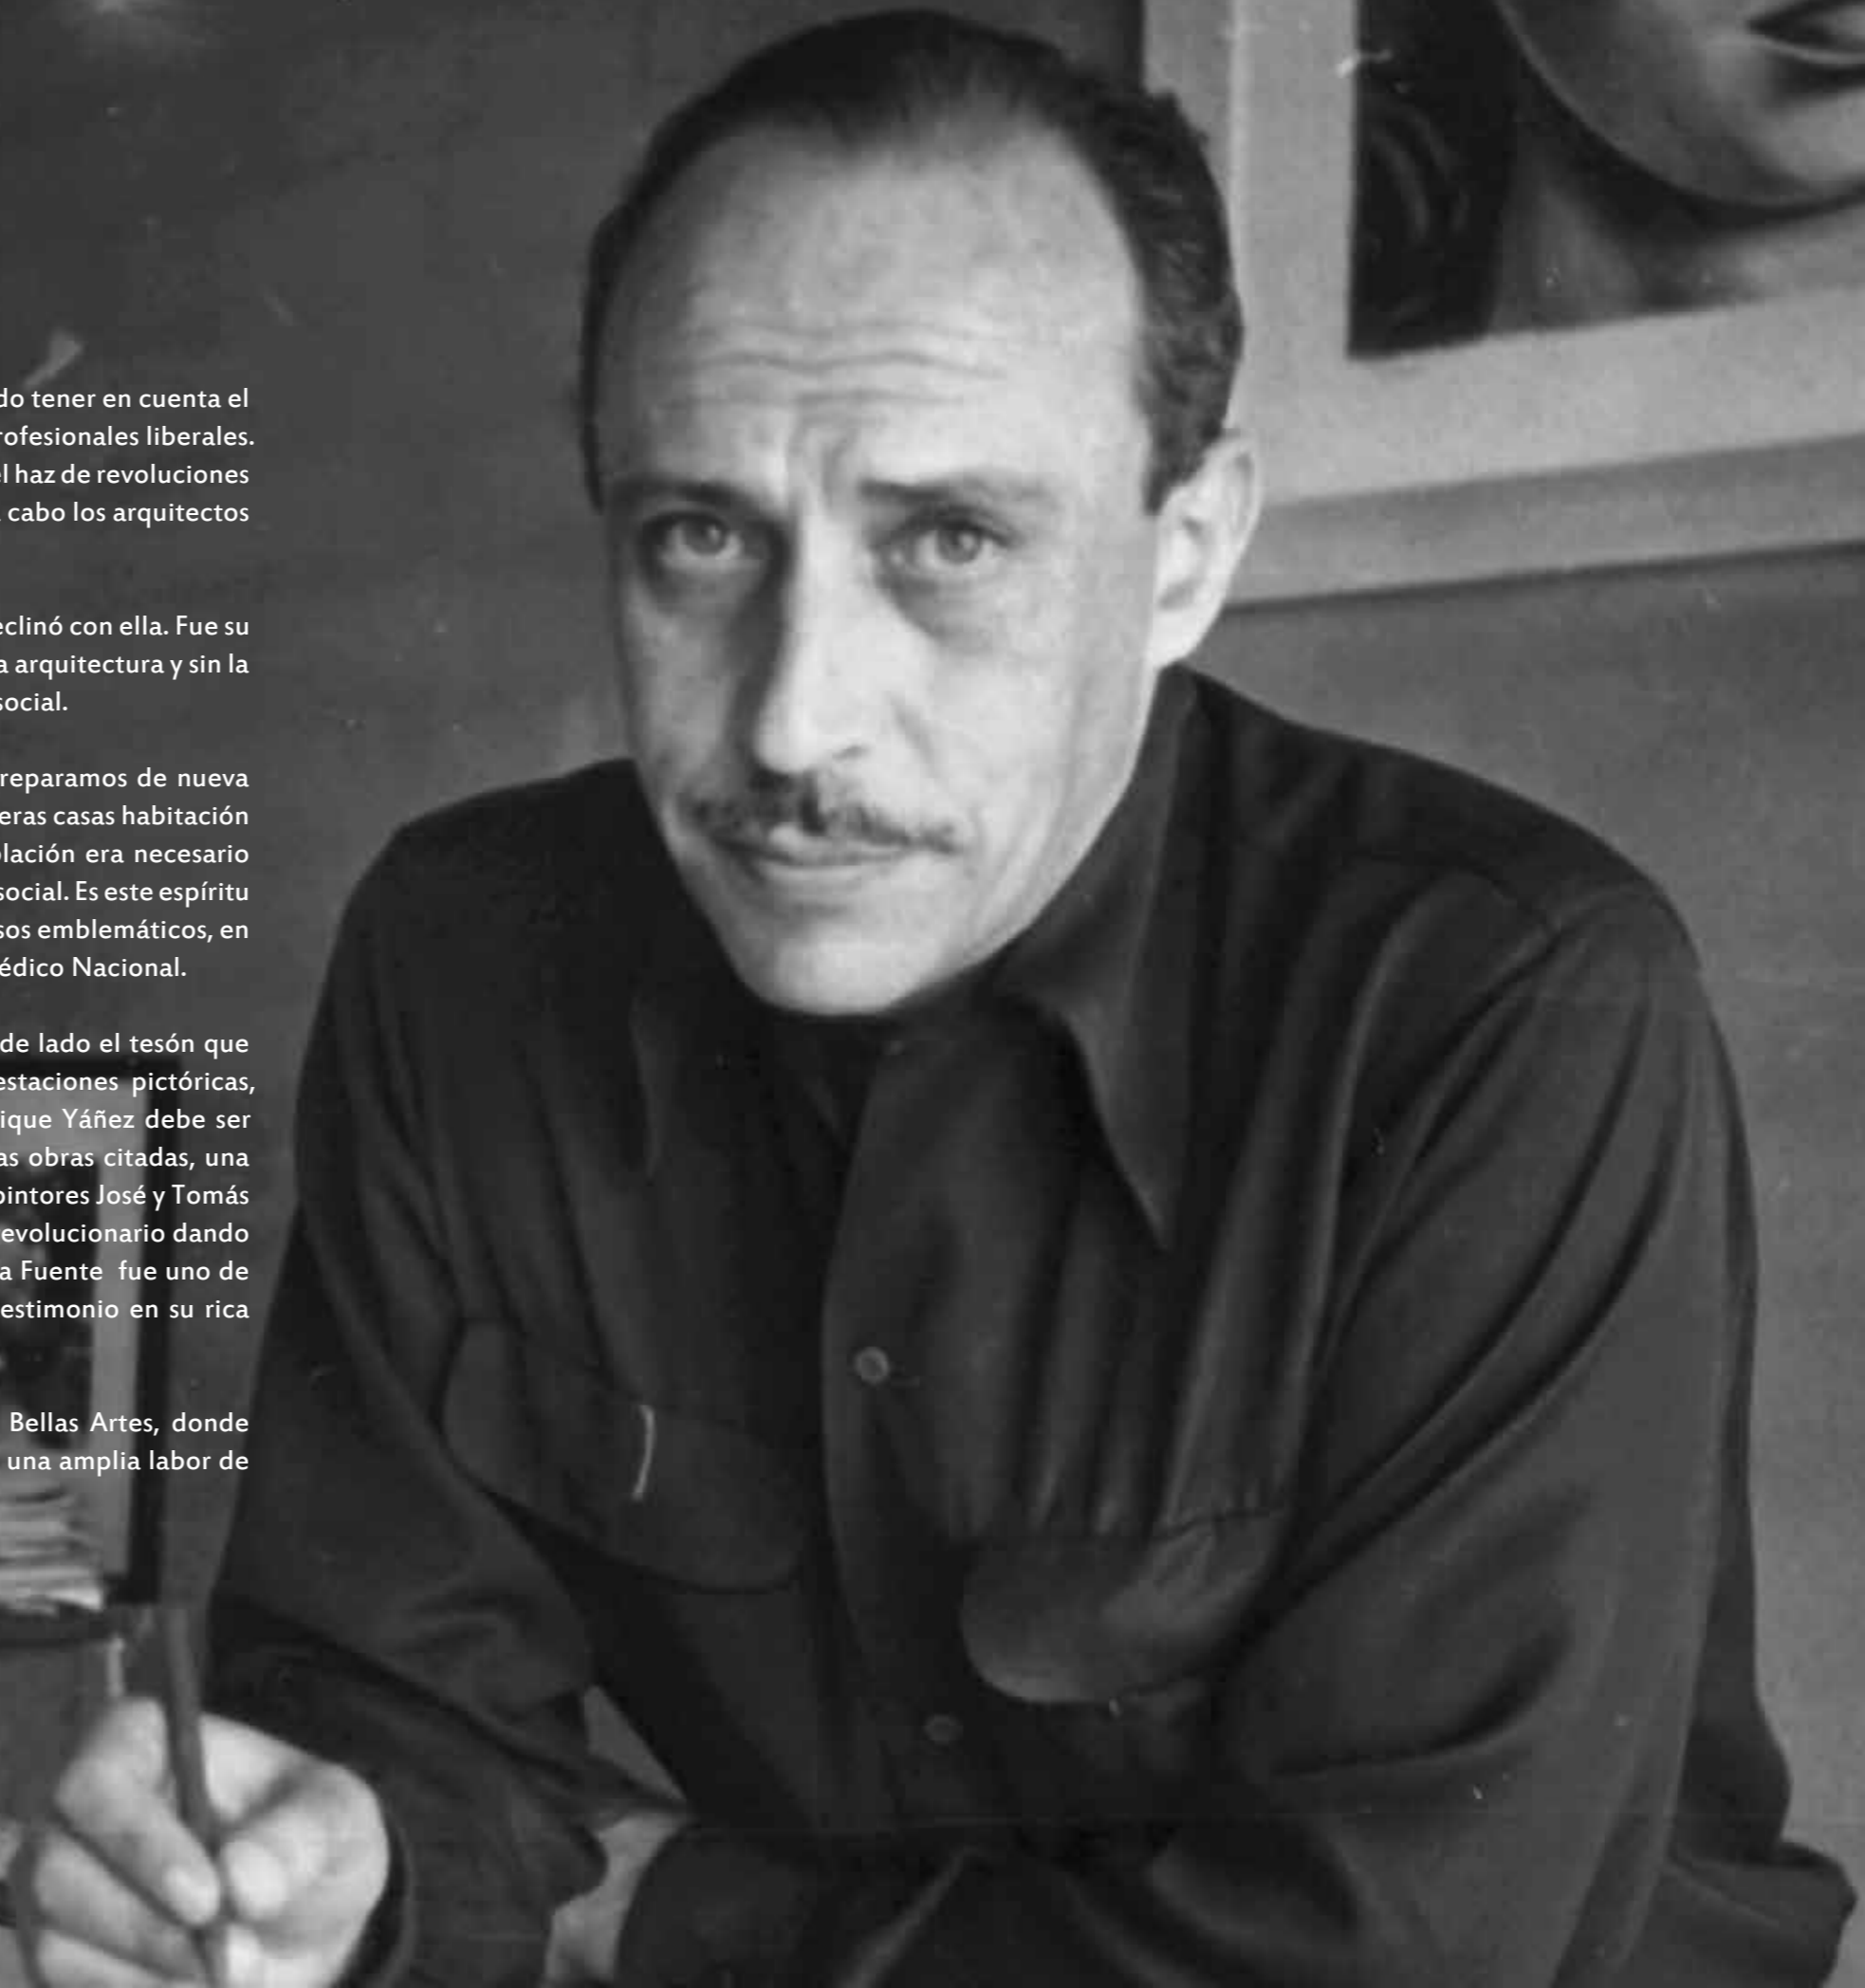 do tener en cuenta el
rofesionales liberales.
l haz de revoluciones
cabo los arquitectos
eclinó con ella. Fue su
a arquitectura y sin la
social.
reparamos de nueva
eras casas habitación
olación era necesario
social. Es este espíritu
sos emblemáticos, en
édico Nacional.
de lado el tesón que
estaciones pictóricas,
ique Yáñez debe ser
as obras citadas, una
pintores José y Tomás
evolucionario dando
a Fuente fue uno de
estimonio en su rica
Bellas Artes, donde
una amplia labor de